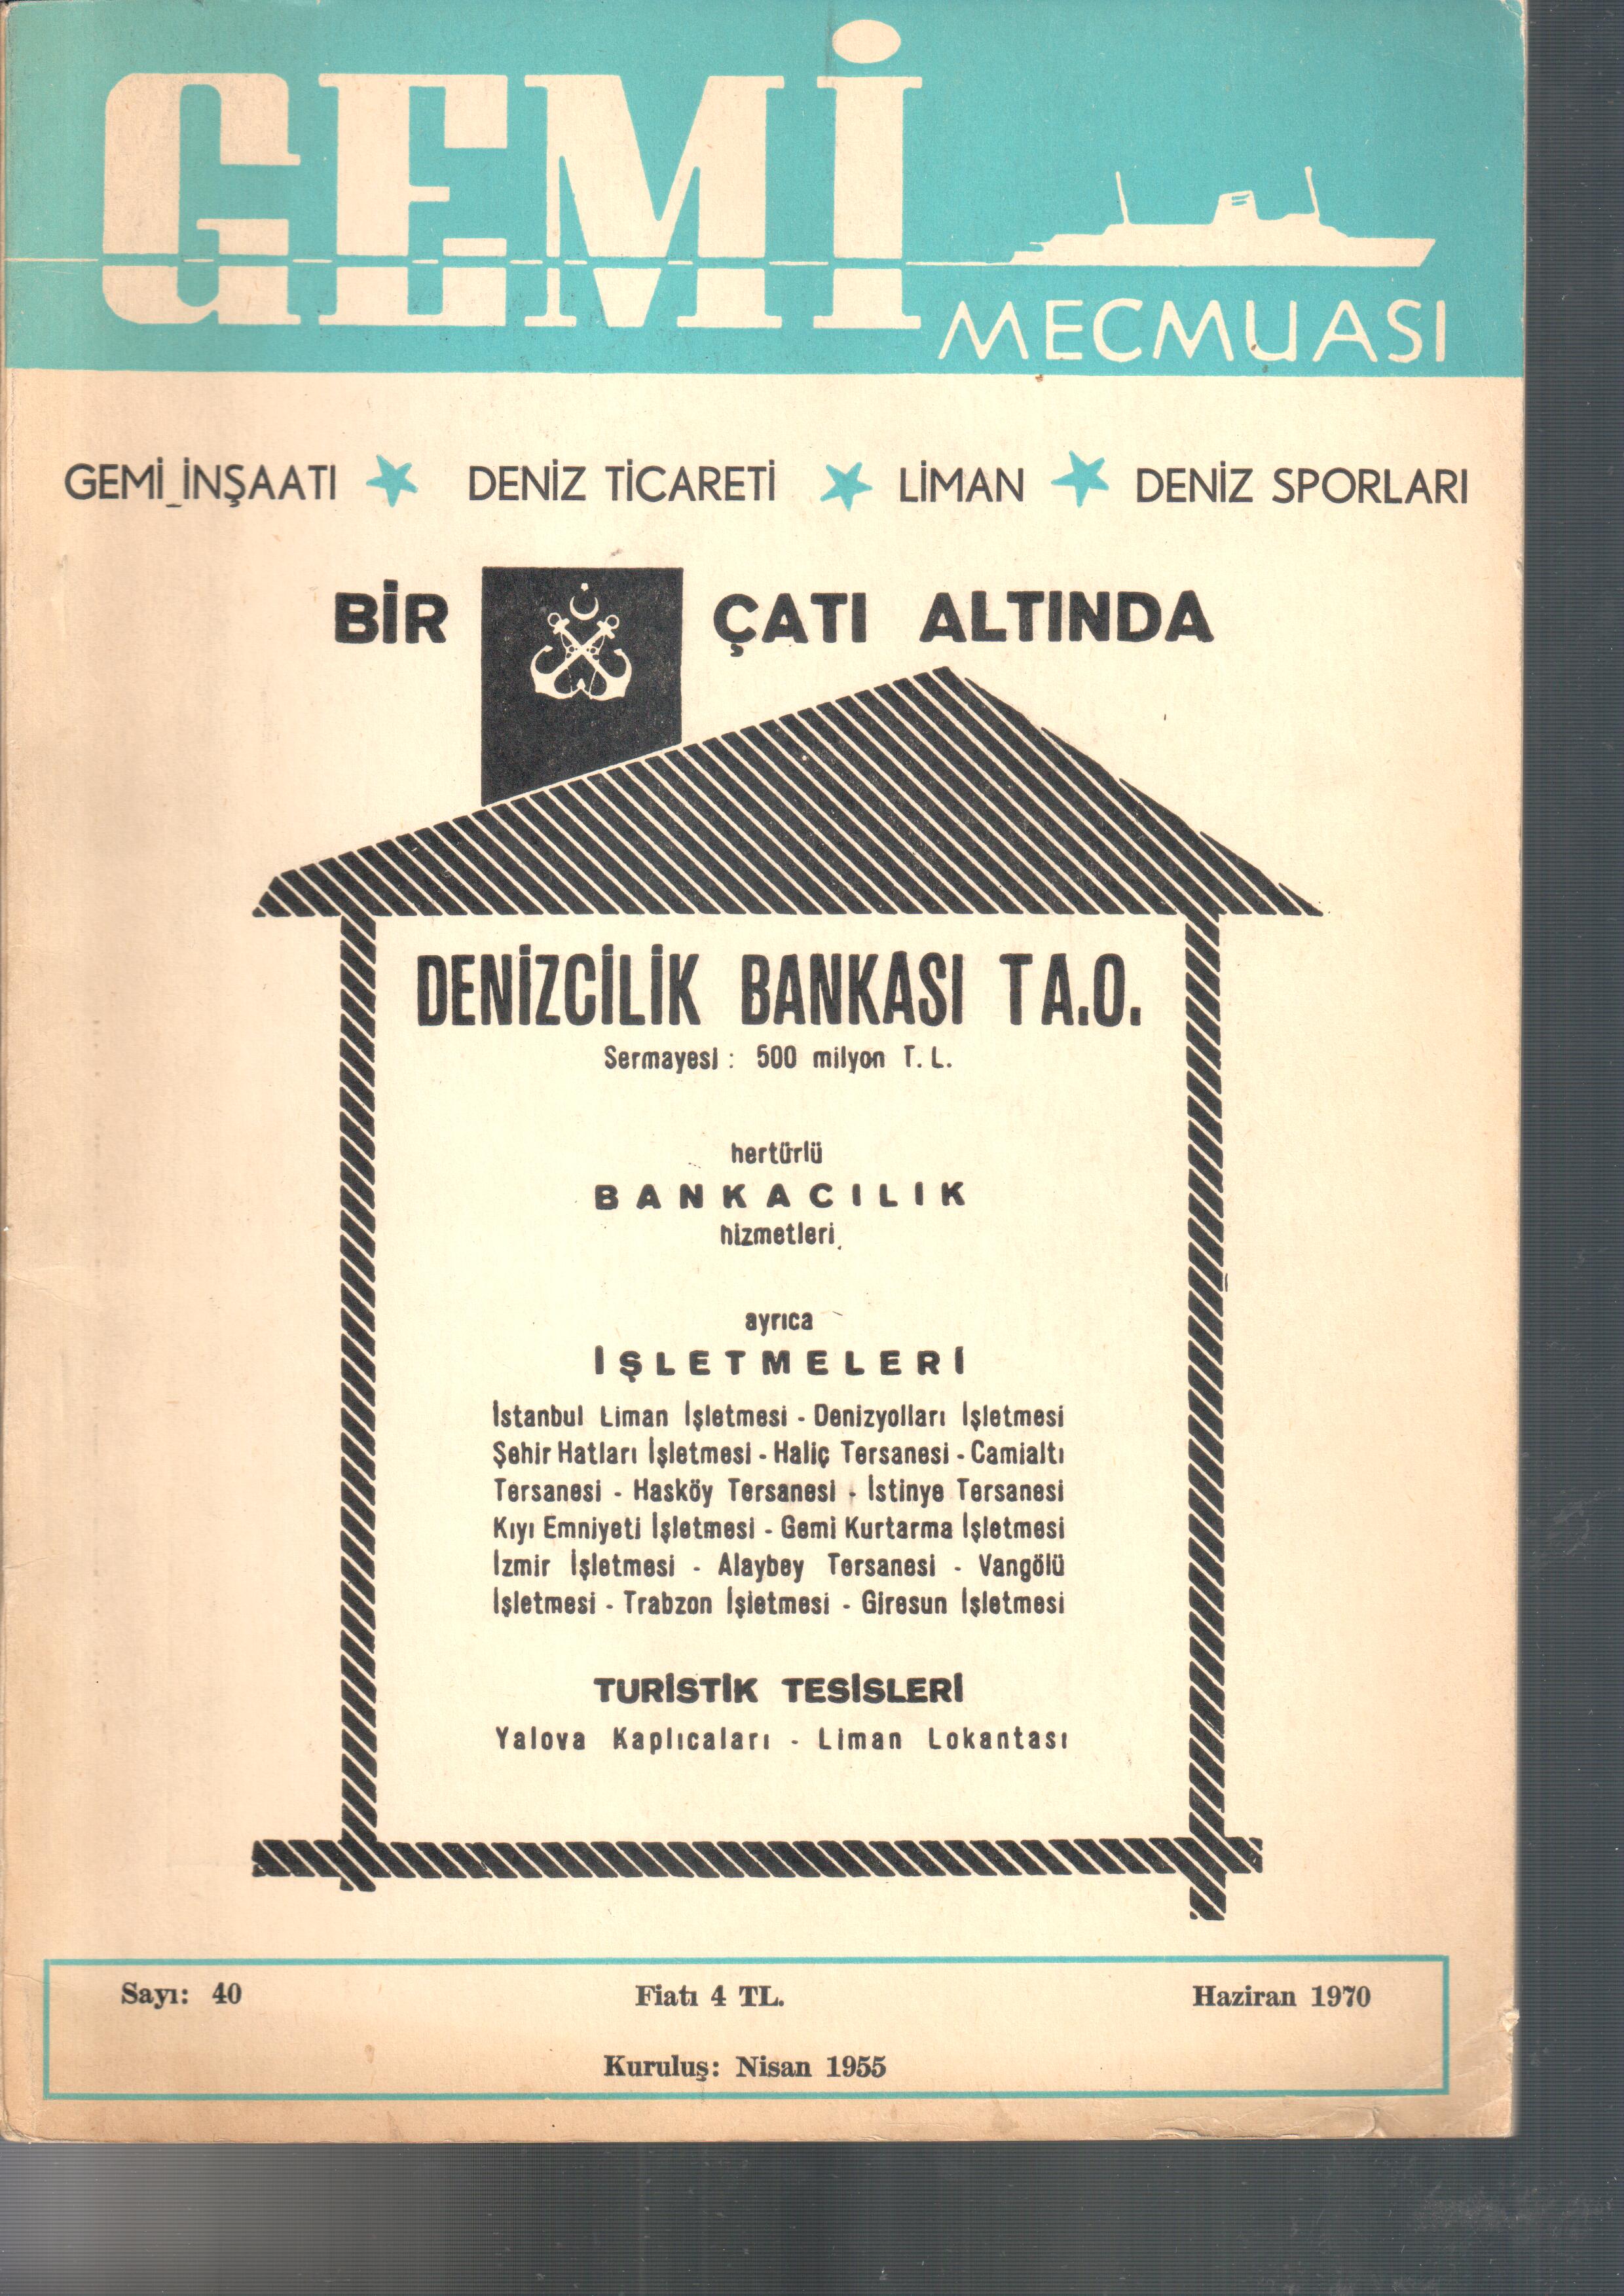 GEMİ
MECMUASI
GEMİ İNŞAATI ★ DENİZ TİCARETİ ★ LİMAN ★ DENİZ SPORLARI
BİR ÇATI ALTINDA
DENİZCİLİK BANKASI T A.O.
Sermayesi : 500 milyon T. L.
hertürlü
BANKACILIK
hizmetleri
ayrıca
İŞLETMELERİ
İstanbul Liman İşletmesi - Denizyolları İşletmesi
Şehir Hatları İşletmesi - Haliç Tersanesi - Camialtı
Tersanesi - Hasköy Tersanesi - İstinye Tersanesi
Kıyı Emniyeti İşletmesi - Gemi Kurtarma İşletmesi
İzmir İşletmesi - Alaybey Tersanesi - Vangölü
İşletmesi - Trabzon İşletmesi - Giresun İşletmesi
TURİSTİK TESİSLERİ
Yalova Kaplıcaları - Liman Lokantası
Sayı: 40 Fiatı 4 TL. Haziran 1970
Kuruluş: Nisan 1955